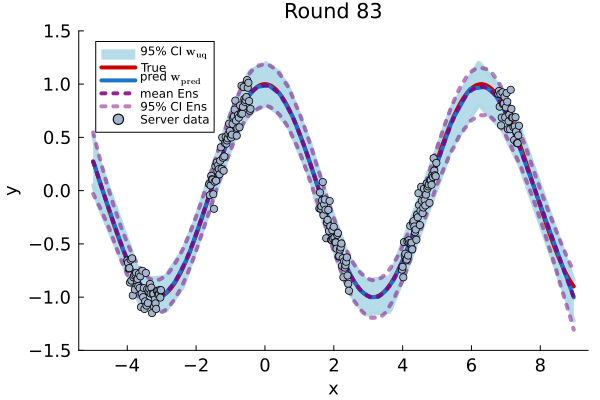 Round 83
1.5
1.0
0.5
0.0
−0.5
−1.0
−1.5
y
95% CI w_uq
True
pred w_pred
mean Ens
95% CI Ens
Server data
−4 −2 0 2 4 6 8
x